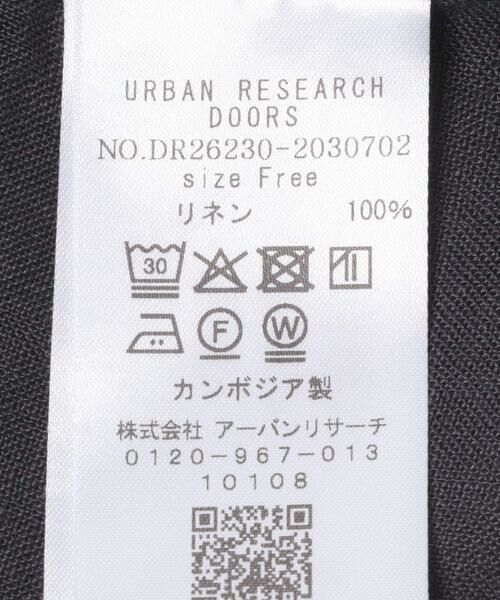 URBAN RESEARCH
DOORS
NO.DR26230-2030702
size Free
リネン 100%
30
F W
カンボジア製
株式会社 アーバンリサーチ
0120-967-013
10108